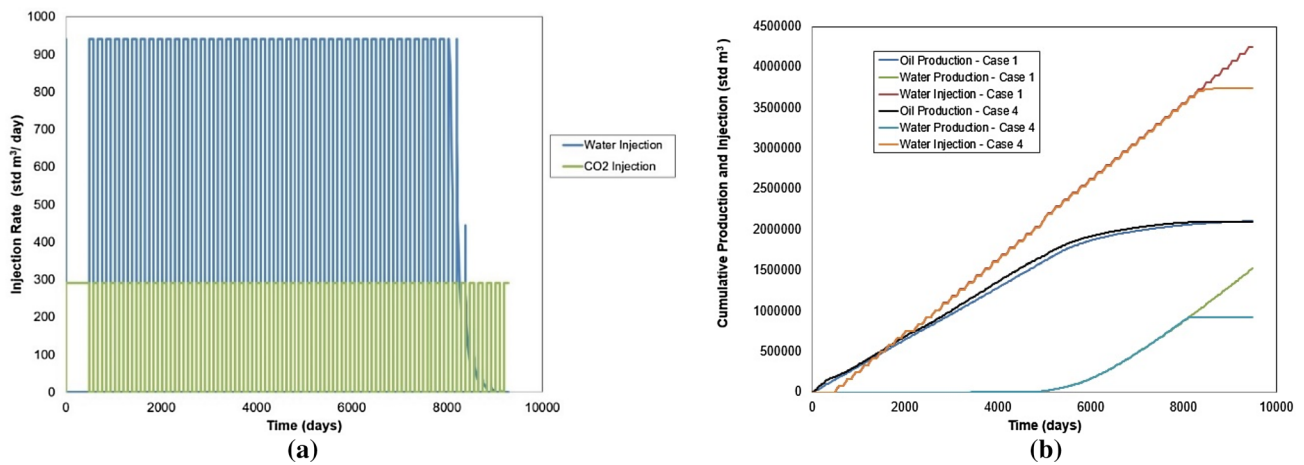 1000
900
800
700
600
500
400
300
200
100
0
Injection Rate (std m³/ day)
0 2000 4000 6000 8000 10000
Time (days)
Water Injection
CO2 Injection
(a)
4500000
4000000
3500000
3000000
2500000
2000000
1500000
1000000
500000
0
Cumulative Production and Injection (std m³ )
0 2000 4000 6000 8000 10000
Time (days)
Oil Production - Case 1
Water Production - Case 1
Water Injection - Case 1
Oil Production - Case 4
Water Production - Case 4
Water Injection - Case 4
(b)